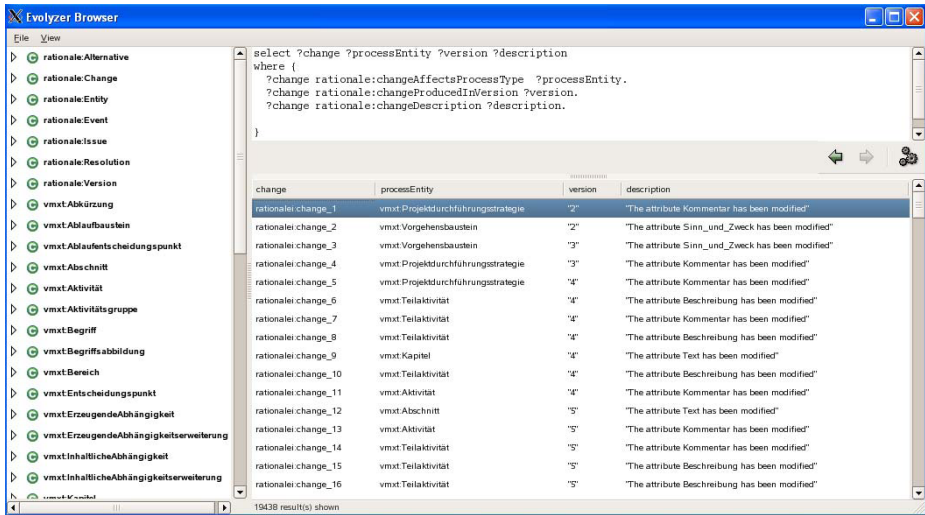 Evolyzer Browser
File View
rationale:Alternative
rationale:Change
rationale:Entity
rationale:Event
rationale:Issue
rationale:Resolution
rationale:Version
vmxt:Abkürzung
vmxt:Ablaufbaustein
vmxt:Ablaufentscheidungspunkt
vmxt:Abschnitt
vmxt:Aktivität
vmxt:Aktivitätsgruppe
vmxt:Begriff
vmxt:Begriffsabbildung
vmxt:Bereich
vmxt:Entscheidungspunkt
vmxt:ErzeugendeAbhängigkeit
vmxt:ErzeugendeAbhängigkeitserweiterung
vmxt:InhaltlicheAbhängigkeit
vmxt:InhaltlicheAbhängigkeitserweiterung
vmxt:Kapitel
select ?change ?processEntity ?version ?description
where {
?change rationale:changeAffectsProcessType ?processEntity.
?change rationale:changeProducedInVersion ?version.
?change rationale:changeDescription ?description.
}
change processEntity version description
rationalei:change_1 vmxt:Projektdurchführungsstrategie "2" "The attribute Kommentar has been modified"
rationalei:change_2 vmxt:Vorgehensbaustein "2" "The attribute Sinn_und_Zweck has been modified"
rationalei:change_3 vmxt:Vorgehensbaustein "3" "The attribute Sinn_und_Zweck has been modified"
rationalei:change_4 vmxt:Projektdurchführungsstrategie "3" "The attribute Kommentar has been modified"
rationalei:change_5 vmxt:Projektdurchführungsstrategie "4" "The attribute Kommentar has been modified"
rationalei:change_6 vmxt:Teilaktivität "4" "The attribute Beschreibung has been modified"
rationalei:change_7 vmxt:Teilaktivität "4" "The attribute Kommentar has been modified"
rationalei:change_8 vmxt:Teilaktivität "4" "The attribute Beschreibung has been modified"
rationalei:change_9 vmxt:Kapitel "4" "The attribute Text has been modified"
rationalei:change_10 vmxt:Teilaktivität "4" "The attribute Beschreibung has been modified"
rationalei:change_11 vmxt:Aktivität "4" "The attribute Kommentar has been modified"
rationalei:change_12 vmxt:Abschnitt "5" "The attribute Text has been modified"
rationalei:change_13 vmxt:Aktivität "5" "The attribute Kommentar has been modified"
rationalei:change_14 vmxt:Teilaktivität "5" "The attribute Kommentar has been modified"
rationalei:change_15 vmxt:Teilaktivität "5" "The attribute Beschreibung has been modified"
rationalei:change_16 vmxt:Teilaktivität "5" "The attribute Beschreibung has been modified"
19438 result(s) shown